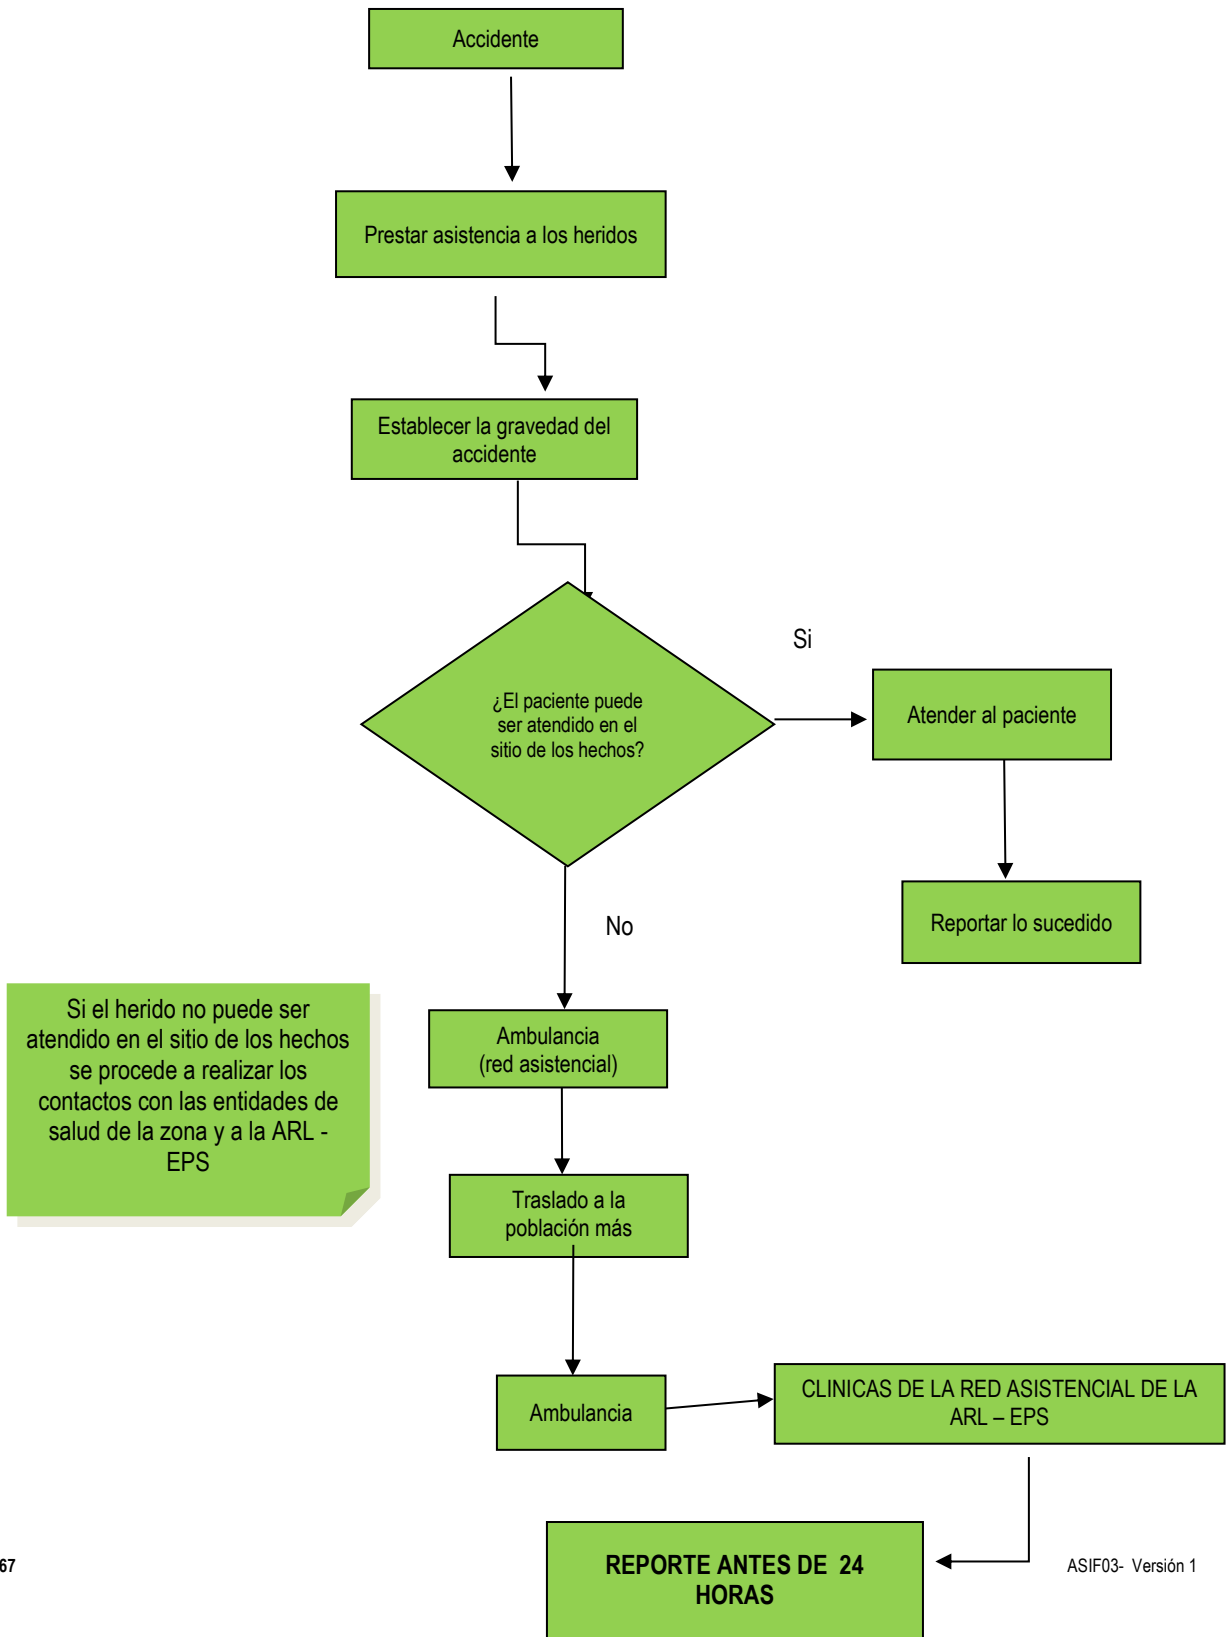 Accidente
Prestar asistencia a los heridos
Establecer la gravedad del
accidente
¿El paciente puede
ser atendido en el
sitio de los hechos?
Si
Atender al paciente
Reportar lo sucedido
No
Si el herido no puede ser
atendido en el sitio de los hechos
se procede a realizar los
contactos con las entidades de
salud de la zona y a la ARL -
EPS
Ambulancia
(red asistencial)
Traslado a la
población más
Ambulancia
CLINICAS DE LA RED ASISTENCIAL DE LA
ARL – EPS
REPORTE ANTES DE 24
HORAS
67
ASIF03- Versión 1